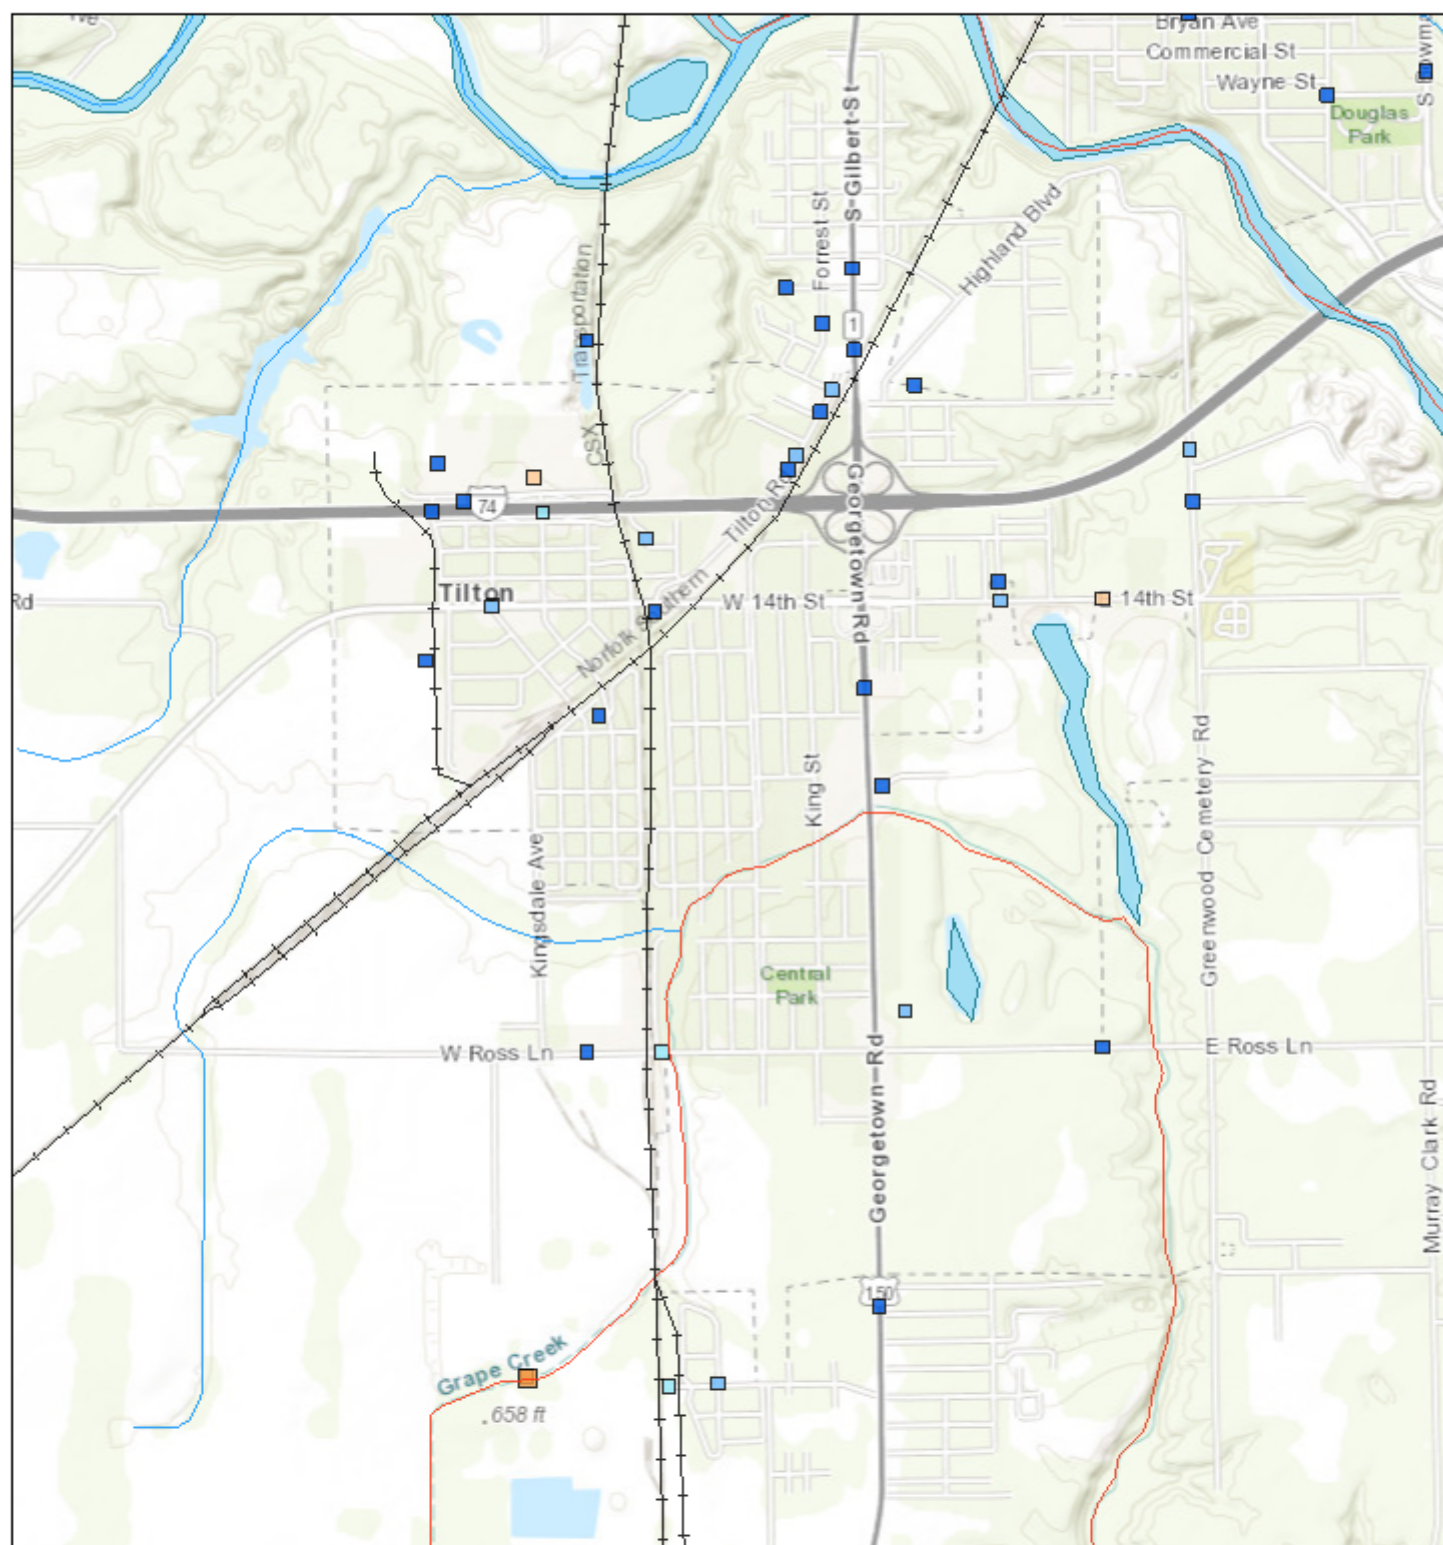 Bryan Ave
Commercial St
Wayne St
Douglas
Park
S-Gilbert-St
Forrest St
Highland Blvd
1
Transportation
CSX
74
Tilton Rd
Georgetown-Rd
Tilton
Rd
W 14th St
14th St
Norfolk Southern
King St
Kingsdale Ave
Greenwood Cemetery Rd
Central
Park
W Ross Ln
E Ross Ln
Georgetown-Rd
Murray Clark Rd
150
Grape Creek
658 ft